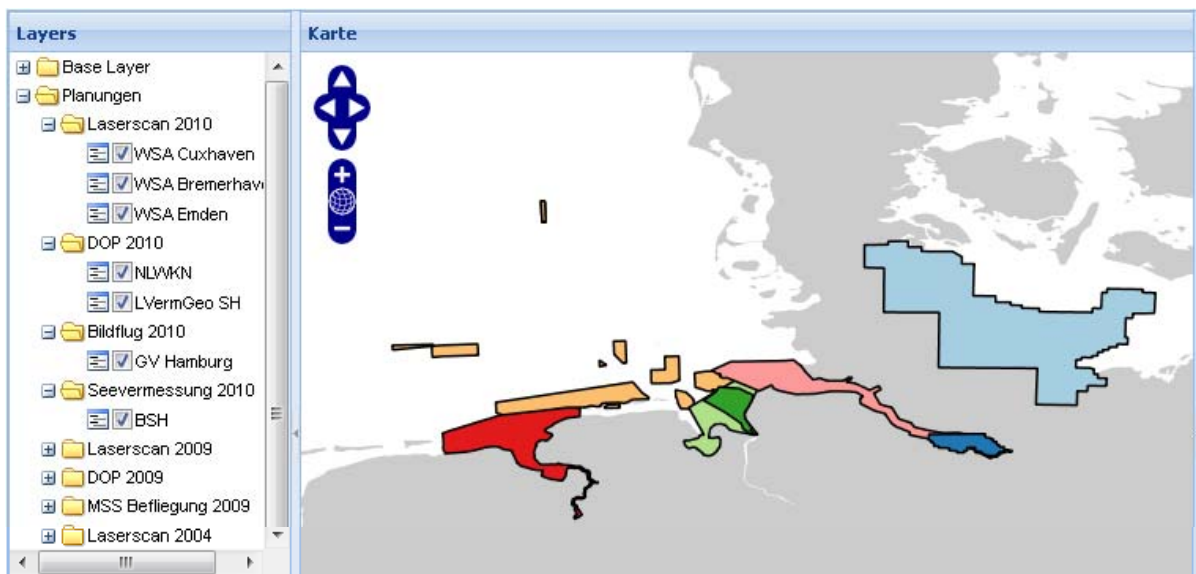 Layers
Karte
Base Layer
Planungen
Laserscan 2010
WSA Cuxhaven
WSA Bremerhav
WSA Emden
DOP 2010
NLWKN
LVermGeo SH
Bildflug 2010
GV Hamburg
Seevermessung 2010
BSH
Laserscan 2009
DOP 2009
MSS Befliegung 2009
Laserscan 2004